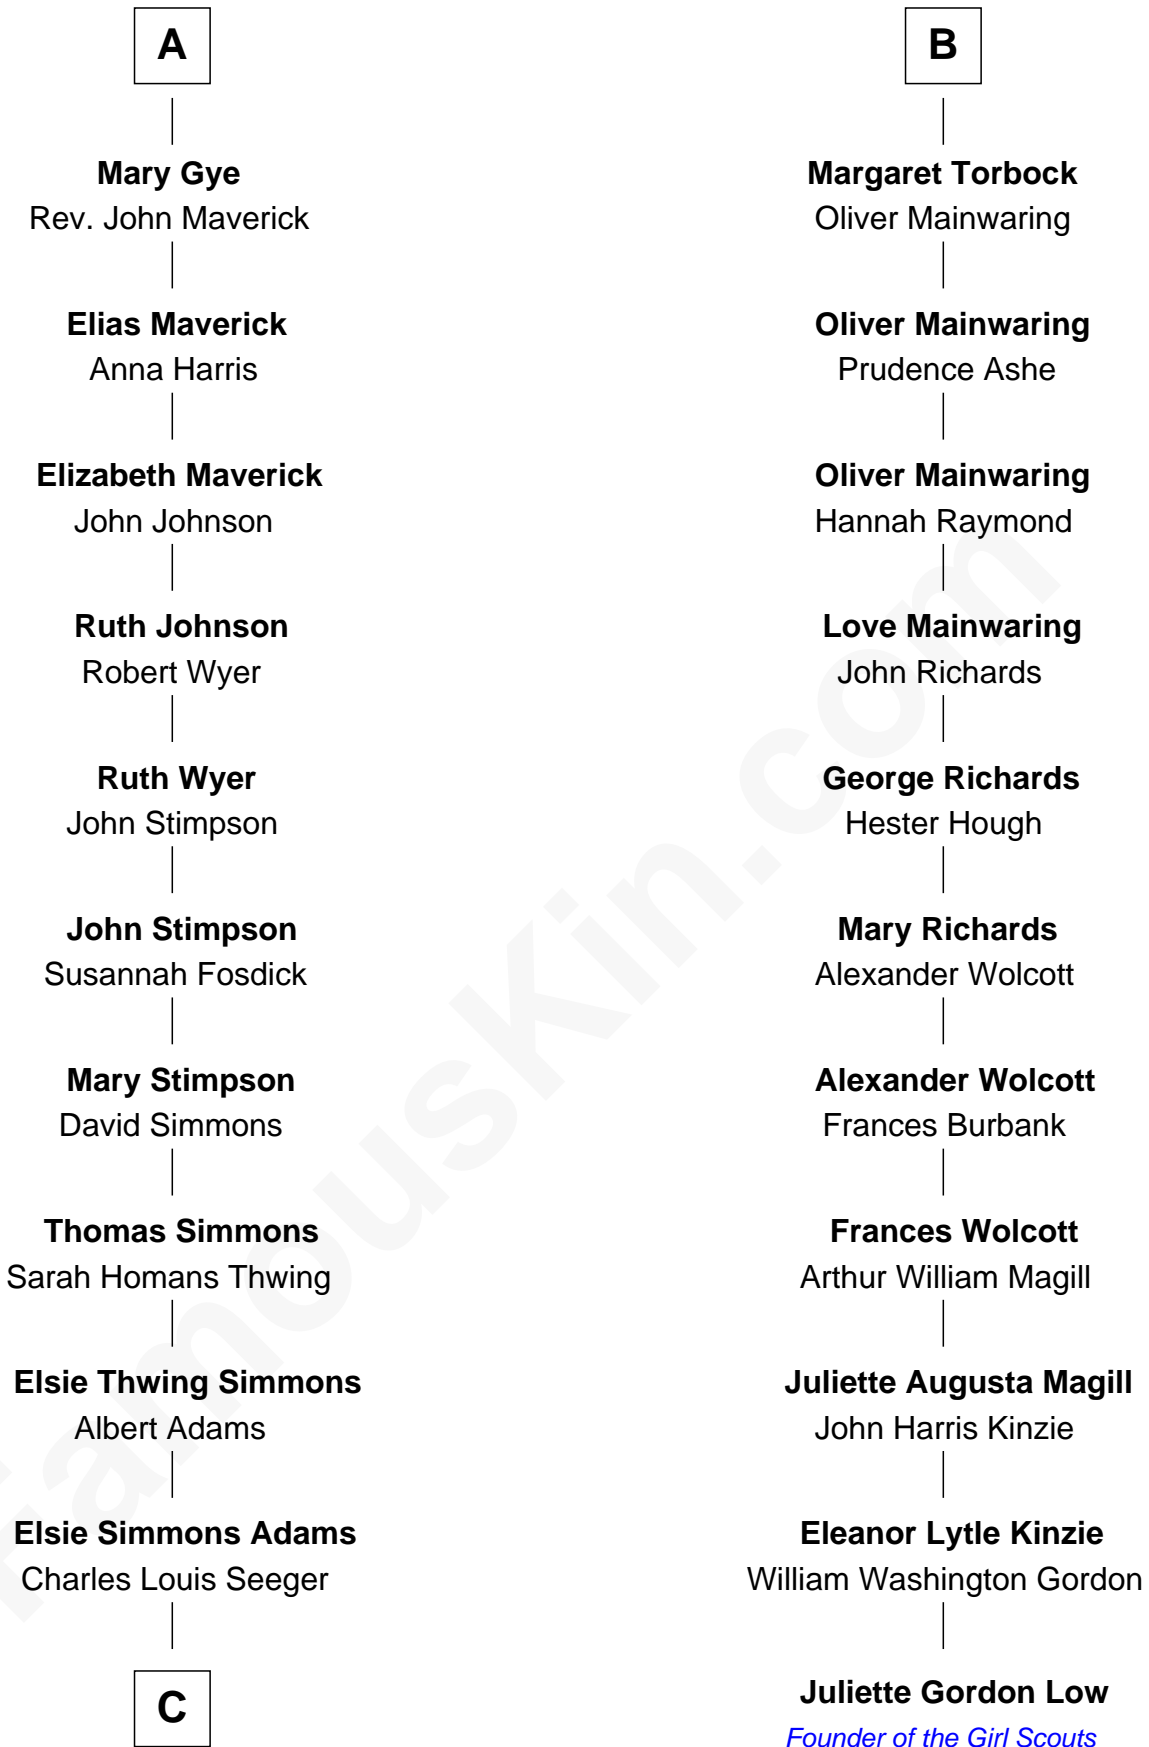 A
Mary Gye
Rev. John Maverick
Elias Maverick
Anna Harris
Elizabeth Maverick
John Johnson
Ruth Johnson
Robert Wyer
Ruth Wyer
John Stimpson
John Stimpson
Susannah Fosdick
Mary Stimpson
David Simmons
Thomas Simmons
Sarah Homans Thwing
Elsie Thwing Simmons
Albert Adams
Elsie Simmons Adams
Charles Louis Seeger
C
B
Margaret Torbock
Oliver Mainwaring
Oliver Mainwaring
Prudence Ashe
Oliver Mainwaring
Hannah Raymond
Love Mainwaring
John Richards
George Richards
Hester Hough
Mary Richards
Alexander Wolcott
Alexander Wolcott
Frances Burbank
Frances Wolcott
Arthur William Magill
Juliette Augusta Magill
John Harris Kinzie
Eleanor Lytle Kinzie
William Washington Gordon
Juliette Gordon Low
Founder of the Girl Scouts
FamousKin.com